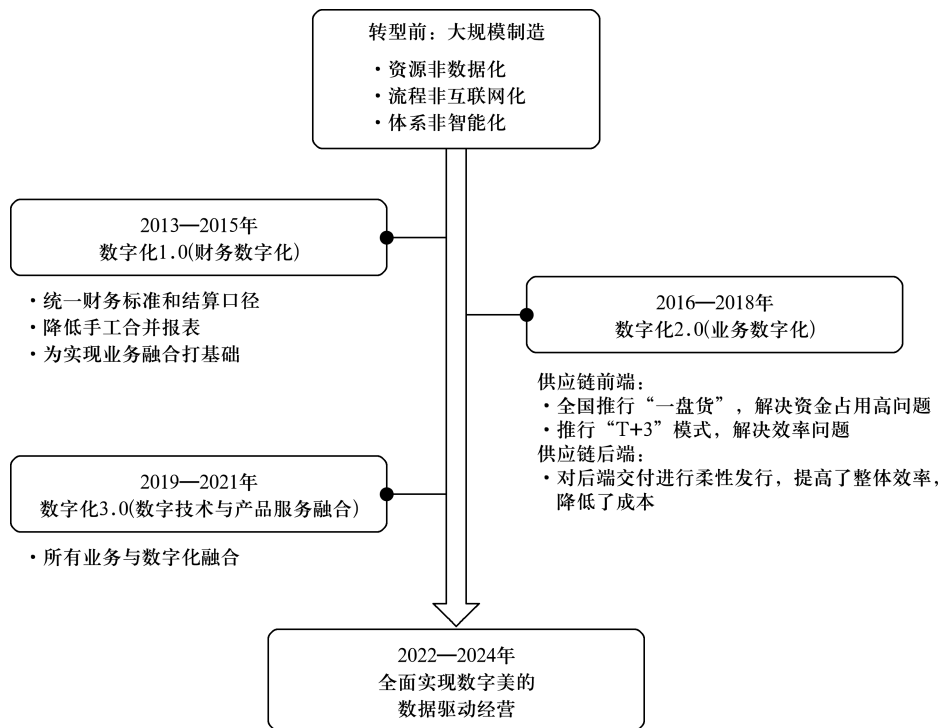 转型前：大规模制造
·资源非数据化
·流程非互联网化
·体系非智能化
2013—2015年
数字化1.0(财务数字化)
·统一财务标准和结算口径
·降低手工合并报表
·为实现业务融合打基础
2016—2018年
数字化2.0(业务数字化)
供应链前端：
·全国推行“一盘货”，解决资金占用高问题
·推行“T+3”模式，解决效率问题
供应链后端：
·对后端交付进行柔性发行，提高了整体效率，
降低了成本
2019—2021年
数字化3.0(数字技术与产品服务融合)
·所有业务与数字化融合
2022—2024年
全面实现数字美的
数据驱动经营